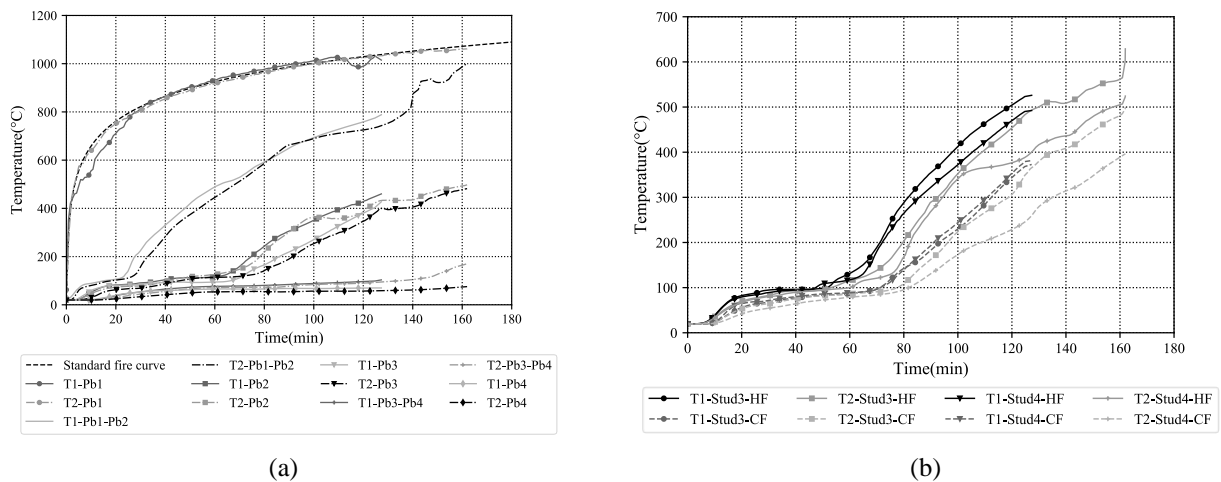 1200
1000
800
600
400
200
0
Temperature(°C)
0 20 40 60 80 100 120 140 160 180
Time(min)
Standard fire curve
T1-Pb1
T2-Pb1
T1-Pb1-Pb2
T2-Pb1-Pb2
T1-Pb2
T2-Pb2
T1-Pb3
T2-Pb3
T1-Pb3-Pb4
T2-Pb3-Pb4
T1-Pb4
T2-Pb4
(a)
700
600
500
400
300
200
100
0
Temperature(°C)
0 20 40 60 80 100 120 140 160 180
Time(min)
T1-Stud3-HF
T1-Stud3-CF
T2-Stud3-HF
T2-Stud3-CF
T1-Stud4-HF
T1-Stud4-CF
T2-Stud4-HF
T2-Stud4-CF
(b)